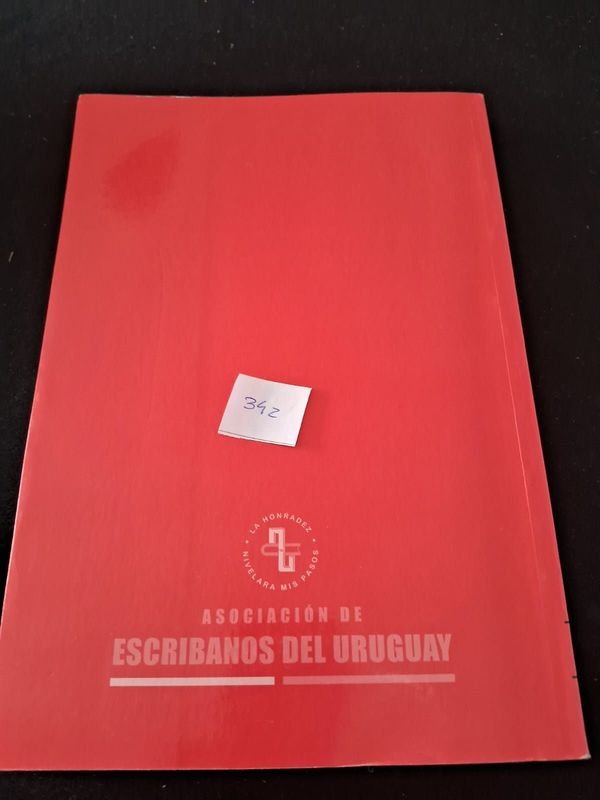 342
LA HONRADEZ
NIVELARA MIS PASOS
ASOCIACIÓN DE
ESCRIBANOS DEL URUGUAY